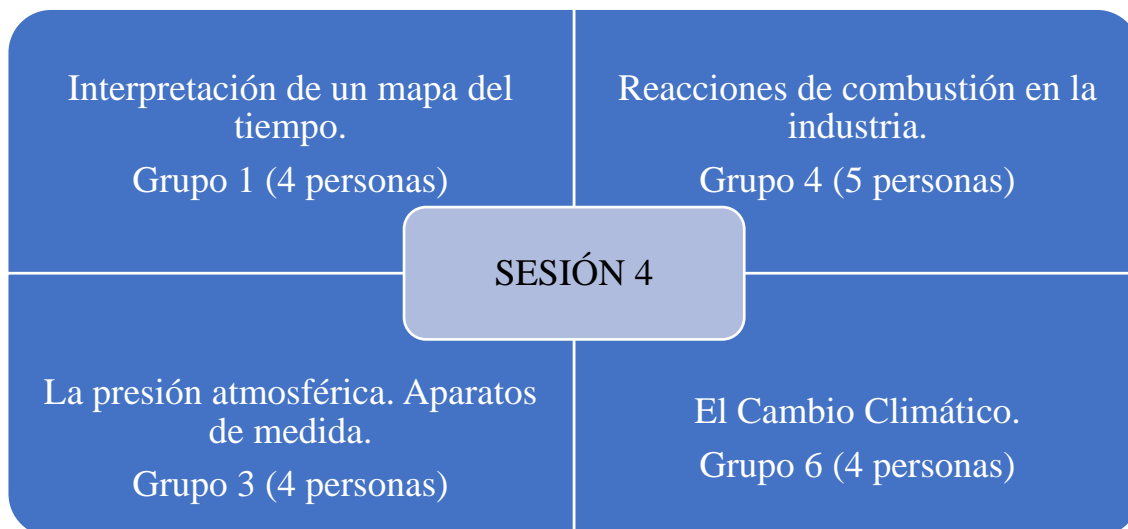 Interpretación de un mapa del
tiempo.
Grupo 1 (4 personas)
Reacciones de combustión en la
industria.
Grupo 4 (5 personas)
SESIÓN 4
La presión atmosférica. Aparatos
de medida.
Grupo 3 (4 personas)
El Cambio Climático.
Grupo 6 (4 personas)